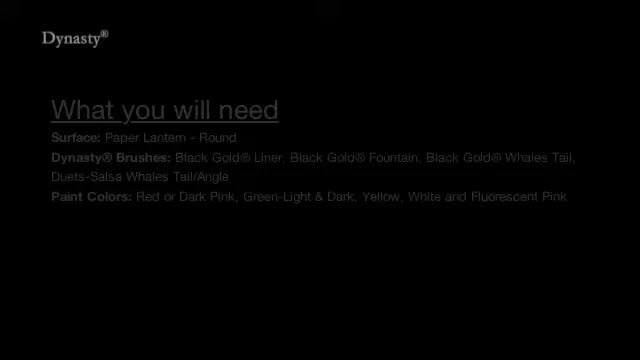 Dynasty®
What you will need
Surface: Paper Lantern - Round
Dynasty® Brushes: Black Gold® Liner, Black Gold® Fountain, Black Gold® Whales Tail,
Duets-Salsa Whales Tail/Angle
Paint Colors: Red or Dark Pink, Green-Light & Dark, Yellow, White and Fluorescent Pink